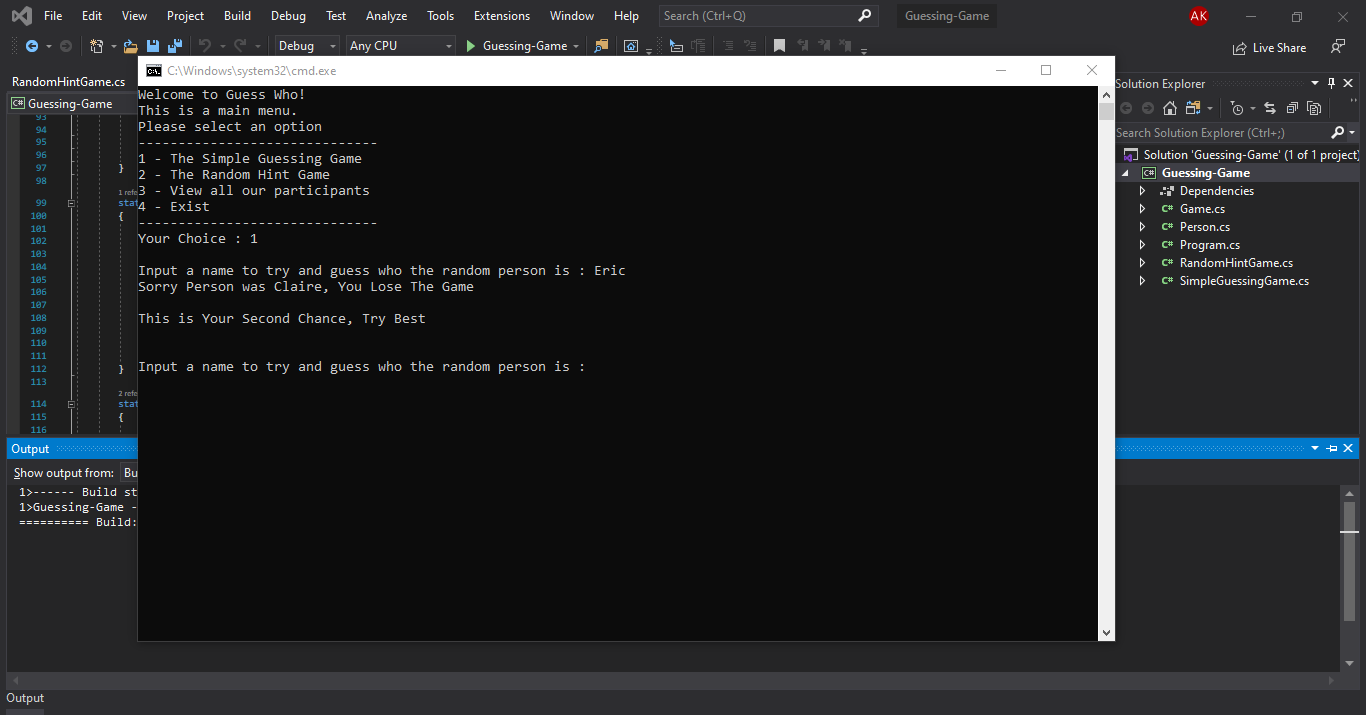 File Edit View Project Build Debug Test Analyze Tools Extensions Window Help Search (Ctrl+Q) Guessing-Game AK
Debug Any CPU Guessing-Game Live Share
RandomHintGame.cs
C# Guessing-Game
C:\Windows\system32\cmd.exe
Welcome to Guess Who!
This is a main menu.
Please select an option
------------------------------
1 - The Simple Guessing Game
2 - The Random Hint Game
3 - View all our participants
4 - Exist
------------------------------
Your Choice : 1
Input a name to try and guess who the random person is : Eric
Sorry Person was Claire, You Lose The Game
This is Your Second Chance, Try Best
Input a name to try and guess who the random person is :
93
94
95
96
97 }
98
1 refe
99 stat
100 {
101
102
103
104
105
106
107
108
109
110
111
112 }
113
2 refe
114 stat
115 {
116
Solution Explorer
Search Solution Explorer (Ctrl+;)
Solution 'Guessing-Game' (1 of 1 project)
C# Guessing-Game
Dependencies
C# Game.cs
C# Person.cs
C# Program.cs
C# RandomHintGame.cs
C# SimpleGuessingGame.cs
Output
Show output from: Bu
1>------ Build st
1>Guessing-Game -
========== Build:
Output